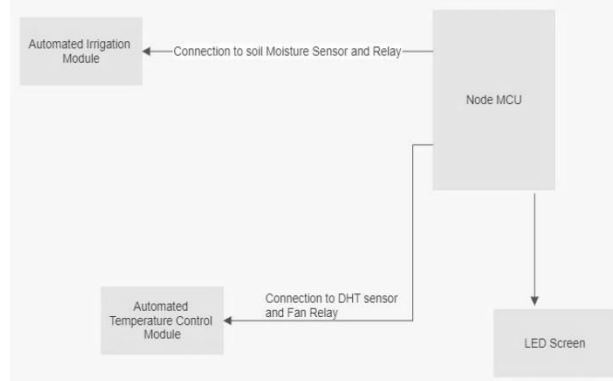 Automated Irrigation
Module
Connection to soil Moisture Sensor and Relay
Node MCU
Connection to DHT sensor
and Fan Relay
Automated
Temperature Control
Module
LED Screen